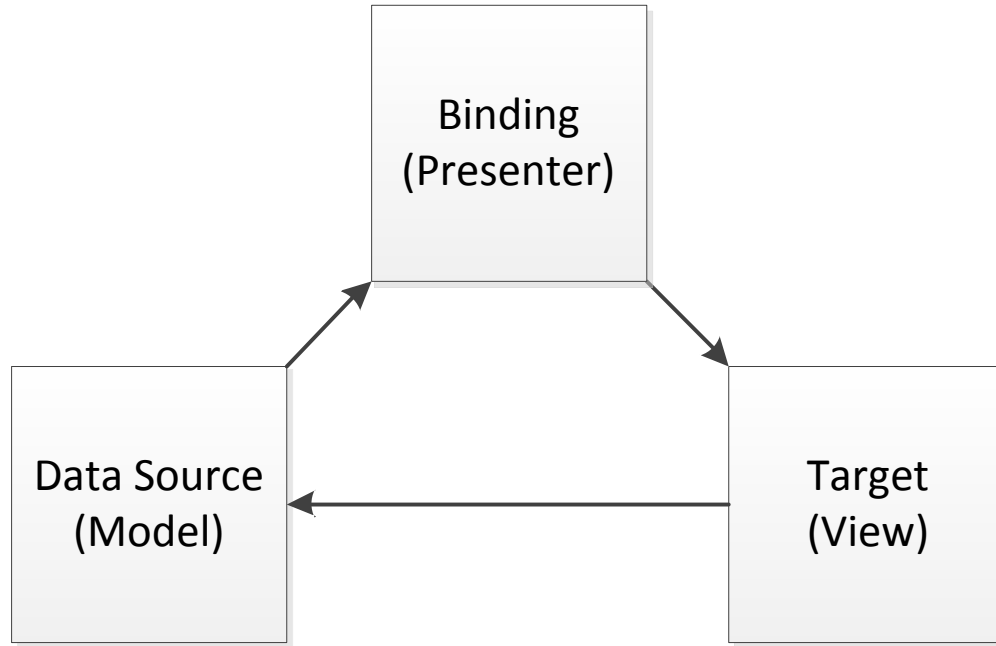 Binding
(Presenter)
Data Source
(Model)
Target
(View)